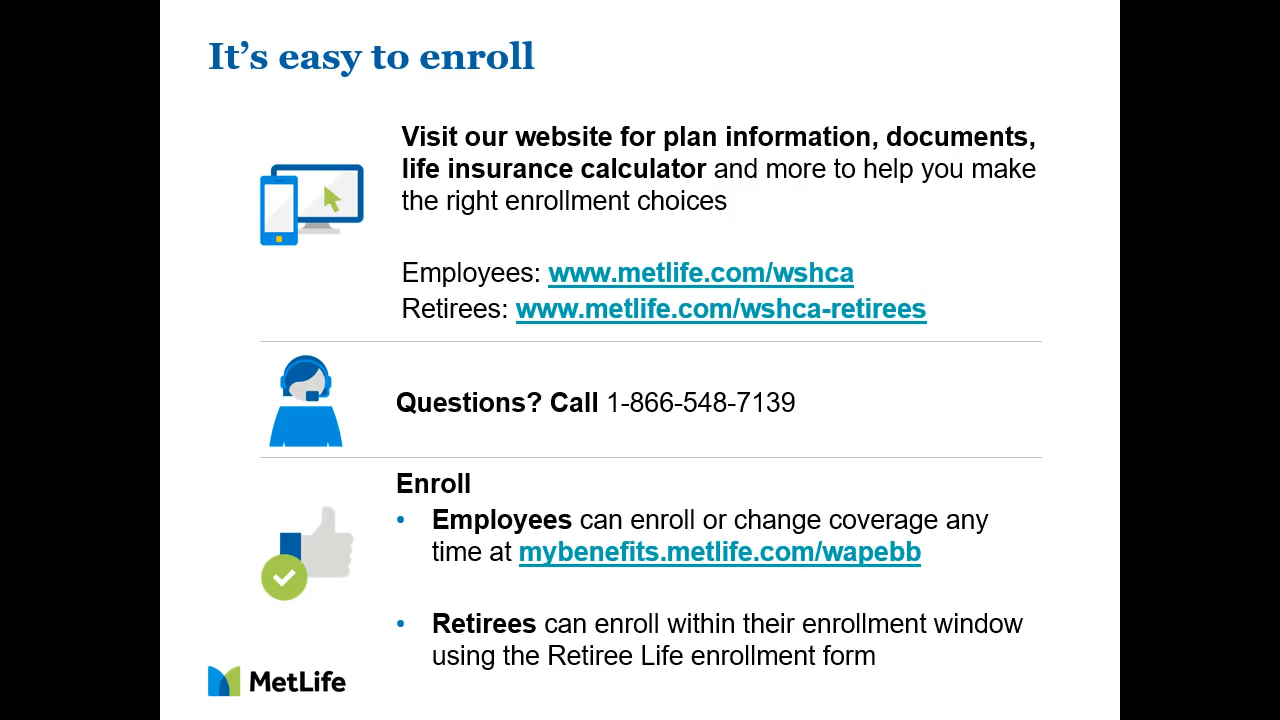 It’s easy to enroll
Visit our website for plan information, documents,
life insurance calculator and more to help you make
the right enrollment choices
Employees: www.metlife.com/wshca
Retirees: www.metlife.com/wshca-retirees
Questions? Call 1-866-548-7139
Enroll
• Employees can enroll or change coverage any
time at mybenefits.metlife.com/wapebb
• Retirees can enroll within their enrollment window
using the Retiree Life enrollment form
MetLife